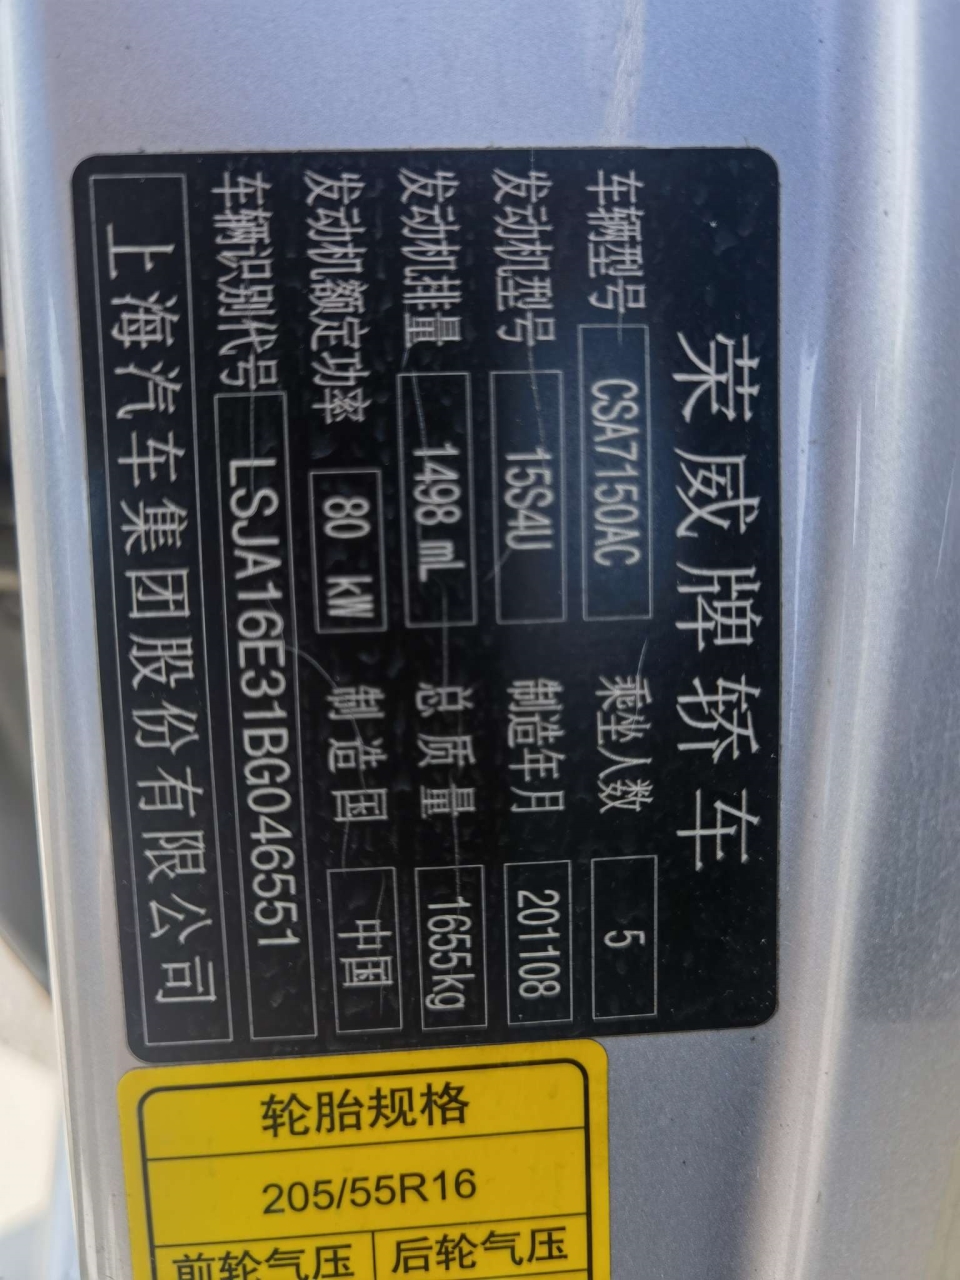 荣威牌轿车
车辆型号 CSA7150AC 乘坐人数 5
发动机型号 15S4U 制造年月 201108
发动机排量 1498 mL 总质量 1655kg
发动机额定功率 80 kW 制造国 中国
车辆识别代号 LSJA16E31BG046551
上海汽车集团股份有限公司
轮胎规格
205/55R16
前轮气压 后轮气压